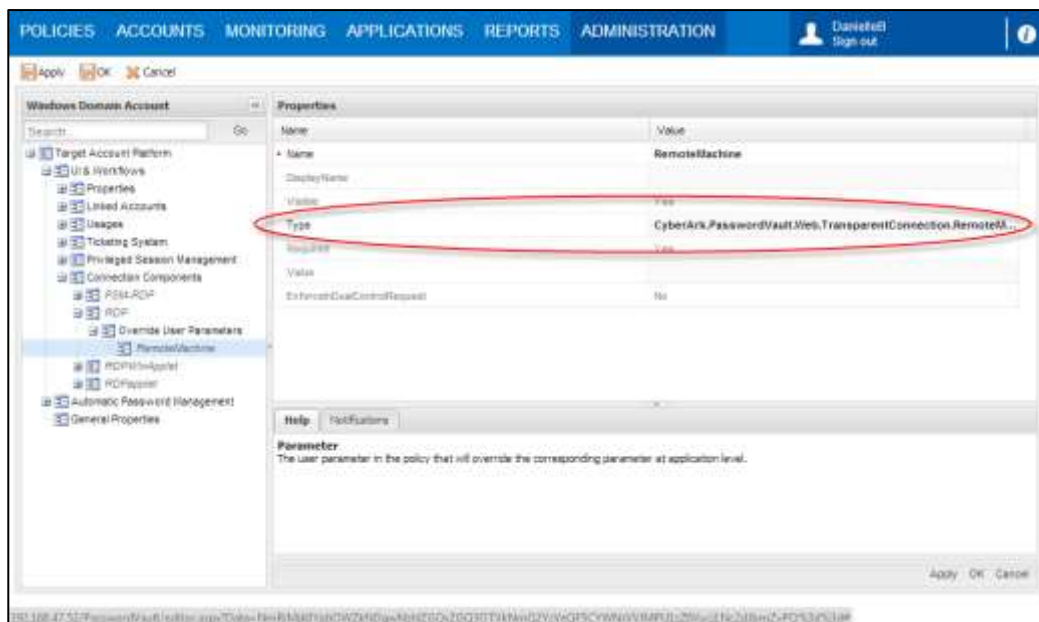 POLICIES ACCOUNTS MONITORING APPLICATIONS REPORTS ADMINISTRATION DanielleB
Sign out
Apply OK Cancel
Windows Domain Account
Search... Go
Target Account Platform
UI & Workflows
Properties
Linked Accounts
Usages
Ticketing System
Privileged Session Management
Connection Components
PSM-RDP
RDP
Override User Parameters
RemoteMachine
RDPWinApplet
RDPapplet
Automatic Password Management
General Properties
Properties
Name Value
Name RemoteMachine
DisplayName
Visible Yes
Type CyberArk.PasswordVault.Web.TransparentConnection.RemoteM...
Required Yes
Value
EnforceInDualControlRequest No
Help Notifications
Parameter
The user parameter in the policy that will override the corresponding parameter at application level.
Apply OK Cancel